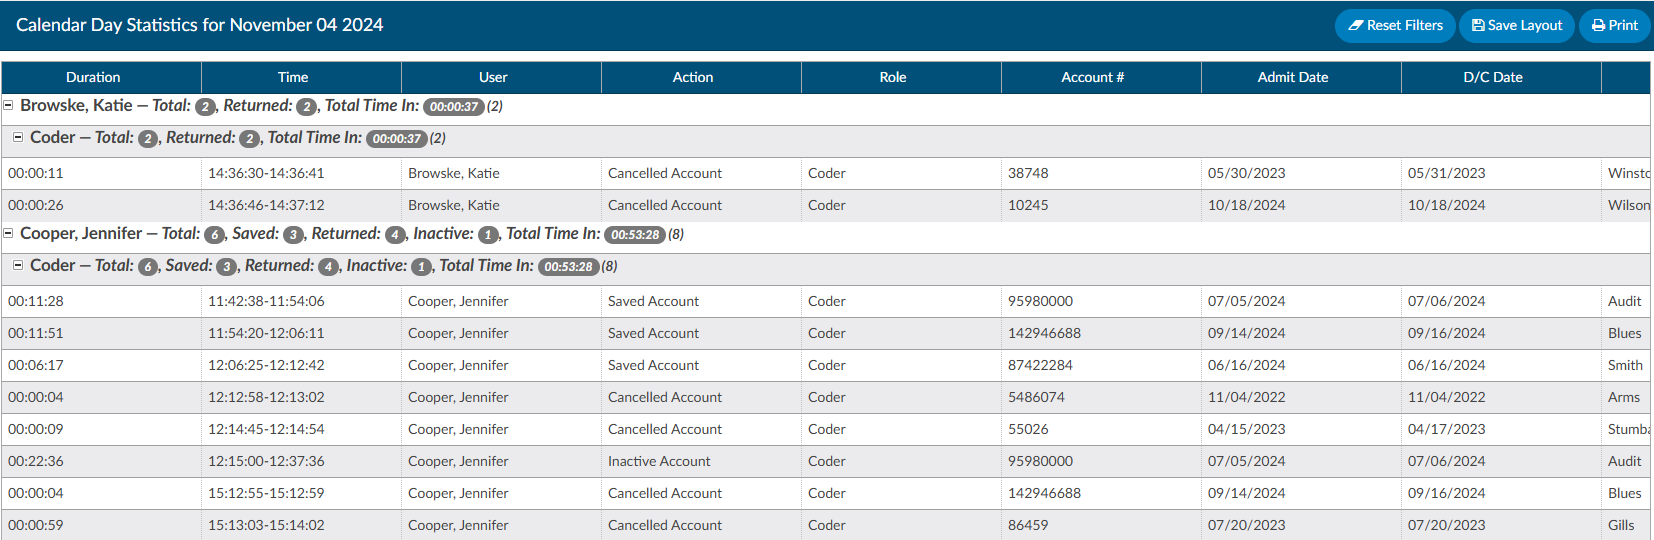 Calendar Day Statistics for November 04 2024 Reset Filters Save Layout Print
Duration Time User Action Role Account # Admit Date D/C Date
Browske, Katie — Total: 2, Returned: 2, Total Time In: 00:00:37 (2)
Coder — Total: 2, Returned: 2, Total Time In: 00:00:37 (2)
00:00:11 14:36:30-14:36:41 Browske, Katie Cancelled Account Coder 38748 05/30/2023 05/31/2023
00:00:26 14:36:46-14:37:12 Browske, Katie Cancelled Account Coder 10245 10/18/2024 10/18/2024 Wilson
Cooper, Jennifer — Total: 6, Saved: 3, Returned: 4, Inactive: 1, Total Time In: 00:53:28 (8)
Coder — Total: 6, Saved: 3, Returned: 4, Inactive: 1, Total Time In: 00:53:28 (8)
00:11:28 11:42:38-11:54:06 Cooper, Jennifer Saved Account Coder 95980000 07/05/2024 07/06/2024 Audit
00:11:51 11:54:20-12:06:11 Cooper, Jennifer Saved Account Coder 142946688 09/14/2024 09/16/2024 Blues
00:06:17 12:06:25-12:12:42 Cooper, Jennifer Saved Account Coder 87422284 06/16/2024 06/16/2024 Smith
00:00:04 12:12:58-12:13:02 Cooper, Jennifer Cancelled Account Coder 5486074 11/04/2022 11/04/2022 Arms
00:00:09 12:14:45-12:14:54 Cooper, Jennifer Cancelled Account Coder 55026 04/15/2023 04/17/2023
00:22:36 12:15:00-12:37:36 Cooper, Jennifer Inactive Account Coder 95980000 07/05/2024 07/06/2024 Audit
00:00:04 15:12:55-15:12:59 Cooper, Jennifer Cancelled Account Coder 142946688 09/14/2024 09/16/2024 Blues
00:00:59 15:13:03-15:14:02 Cooper, Jennifer Cancelled Account Coder 86459 07/20/2023 07/20/2023 Gills